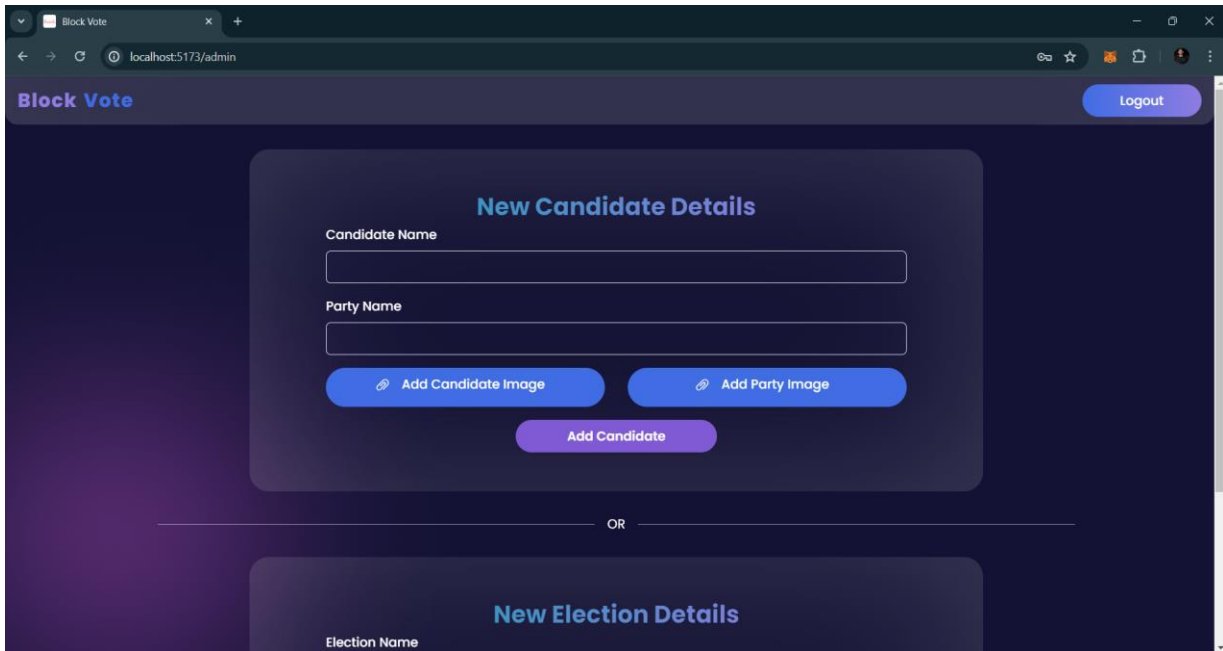 Block Vote
localhost:5173/admin
Block Vote
Logout
New Candidate Details
Candidate Name
Party Name
Add Candidate Image
Add Party Image
Add Candidate
OR
New Election Details
Election Name